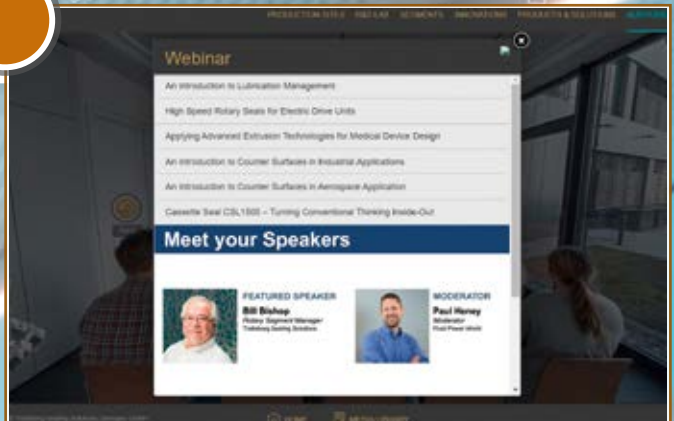 PRODUCTION SITES R&D LAB SEGMENTS INNOVATIONS PRODUCTS & SOLUTIONS SERVICES
Webinar
An Introduction to Lubrication Management
High Speed Rotary Seals for Electric Drive Units
Applying Advanced Extrusion Technologies for Medical Device Design
An Introduction to Counter Surfaces in Industrial Applications
An Introduction to Counter Surfaces in Aerospace Application
Cassette Seal CSL1500 – Turning Conventional Thinking Inside-Out
Meet your Speakers
FEATURED SPEAKER
Bill Bishop
Rotary Segment Manager
Trelleborg Sealing Solutions
MODERATOR
Paul Heney
Moderator
Fluid Power World
HOME